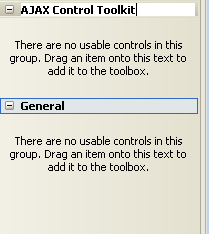 AJAX Control Toolkit
There are no usable controls in this
group. Drag an item onto this text to
add it to the toolbox.
General
There are no usable controls in this
group. Drag an item onto this text to
add it to the toolbox.